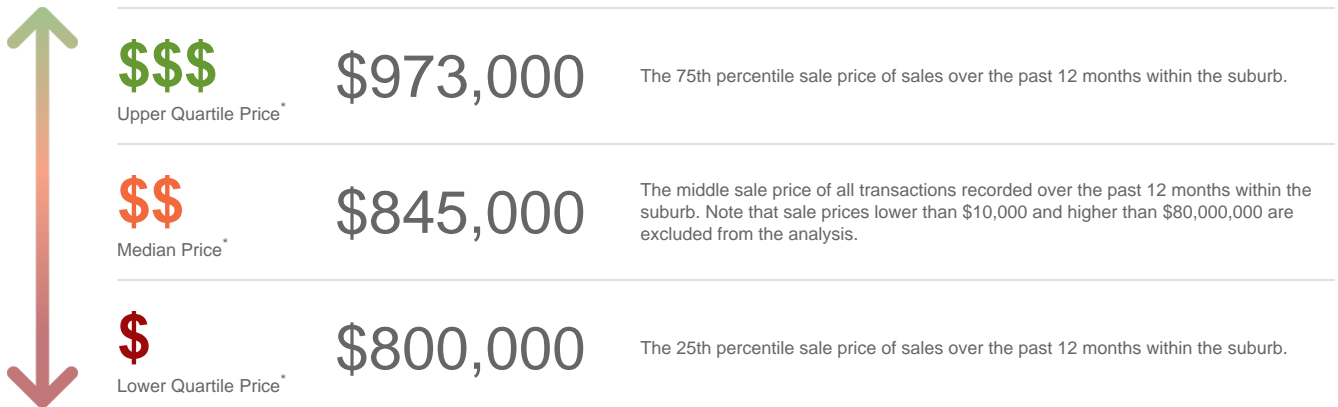 $$$
Upper Quartile Price*
$973,000
The 75th percentile sale price of sales over the past 12 months within the suburb.
$$
Median Price*
$845,000
The middle sale price of all transactions recorded over the past 12 months within the
suburb. Note that sale prices lower than $10,000 and higher than $80,000,000 are
excluded from the analysis.
$
Lower Quartile Price*
$800,000
The 25th percentile sale price of sales over the past 12 months within the suburb.